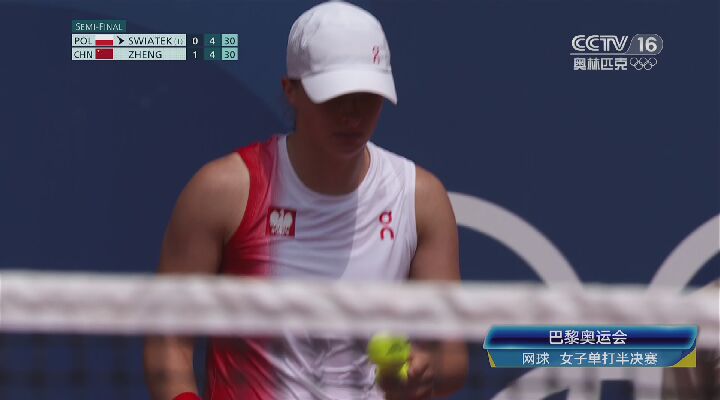 SEMI-FINAL
POL SWIATEK(1) 0 4 30
CHN ZHENG 1 4 30
CCTV 16
奥林匹克
巴黎奥运会
网球 女子单打半决赛